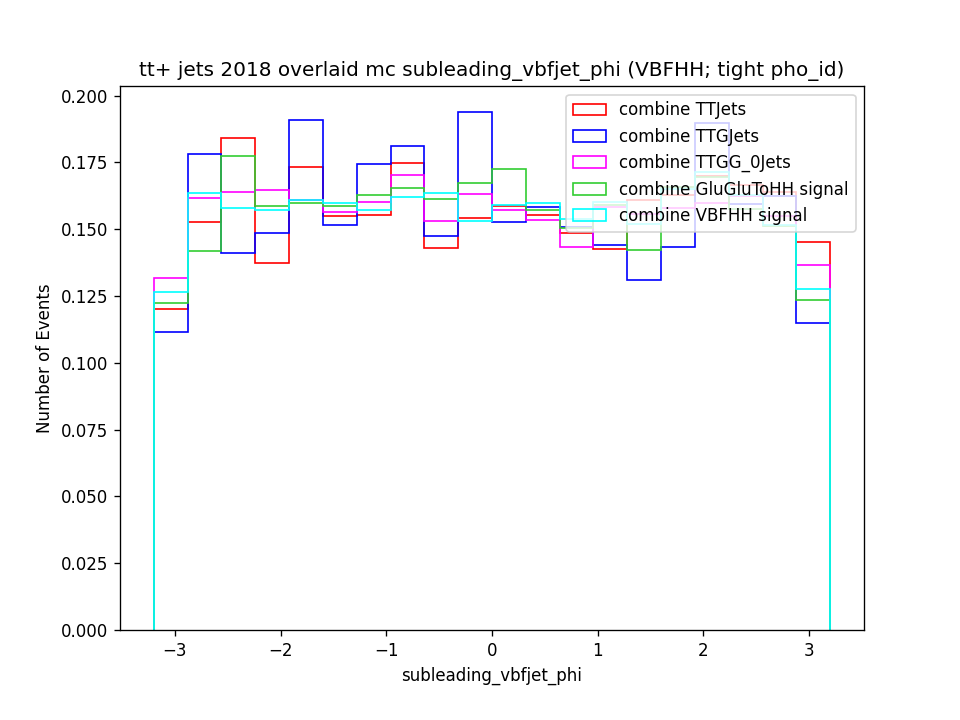 tt+ jets 2018 overlaid mc subleading_vbfjet_phi (VBFHH; tight pho_id)
combine TTJets
combine TTGJets
combine TTGG_0Jets
combine GluGluToHH signal
combine VBFHH signal
Number of Events
0.200
0.175
0.150
0.125
0.100
0.075
0.050
0.025
0.000
−3 −2 −1 0 1 2 3
subleading_vbfjet_phi